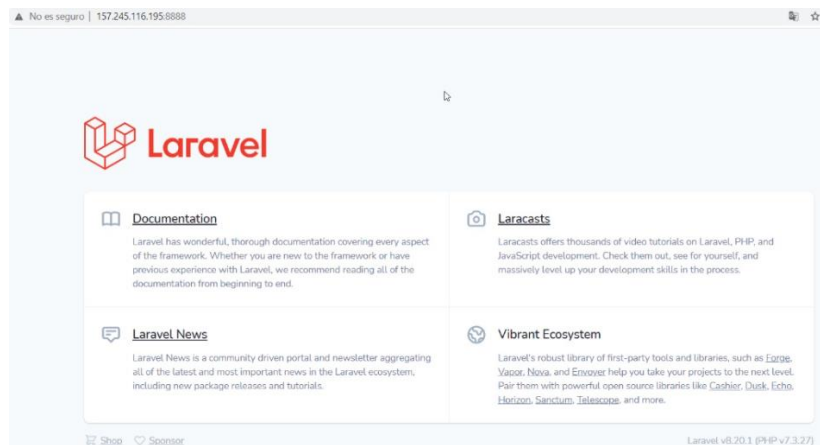 No es seguro | 157.245.116.195:8888
Laravel
Documentation
Laravel has wonderful, thorough documentation covering every aspect
of the framework. Whether you are new to the framework or have
previous experience with Laravel, we recommend reading all of the
documentation from beginning to end.
Laracasts
Laracasts offers thousands of video tutorials on Laravel, PHP, and
JavaScript development. Check them out, see for yourself, and
massively level up your development skills in the process.
Laravel News
Laravel News is a community driven portal and newsletter aggregating
all of the latest and most important news in the Laravel ecosystem,
including new package releases and tutorials.
Vibrant Ecosystem
Laravel's robust library of first-party tools and libraries, such as Forge,
Vapor, Nova, and Envoyer help you take your projects to the next level.
Pair them with powerful open source libraries like Cashier, Dusk, Echo,
Horizon, Sanctum, Telescope, and more.
Shop Sponsor
Laravel v8.20.1 (PHP v7.3.27)